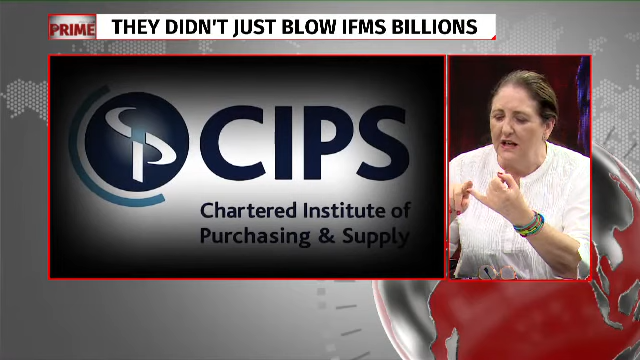 PRIME
THEY DIDN'T JUST BLOW IFMS BILLIONS
CIPS
Chartered Institute of
Purchasing & Supply